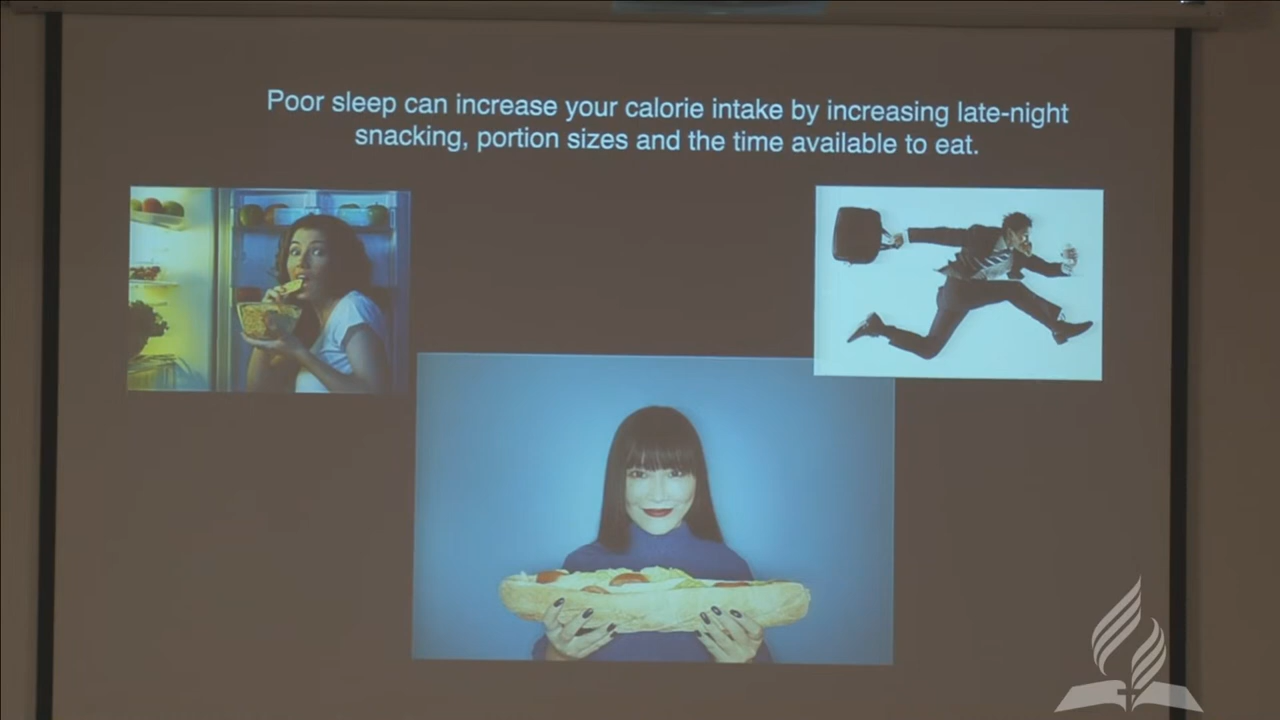 Poor sleep can increase your calorie intake by increasing late-night
snacking, portion sizes and the time available to eat.